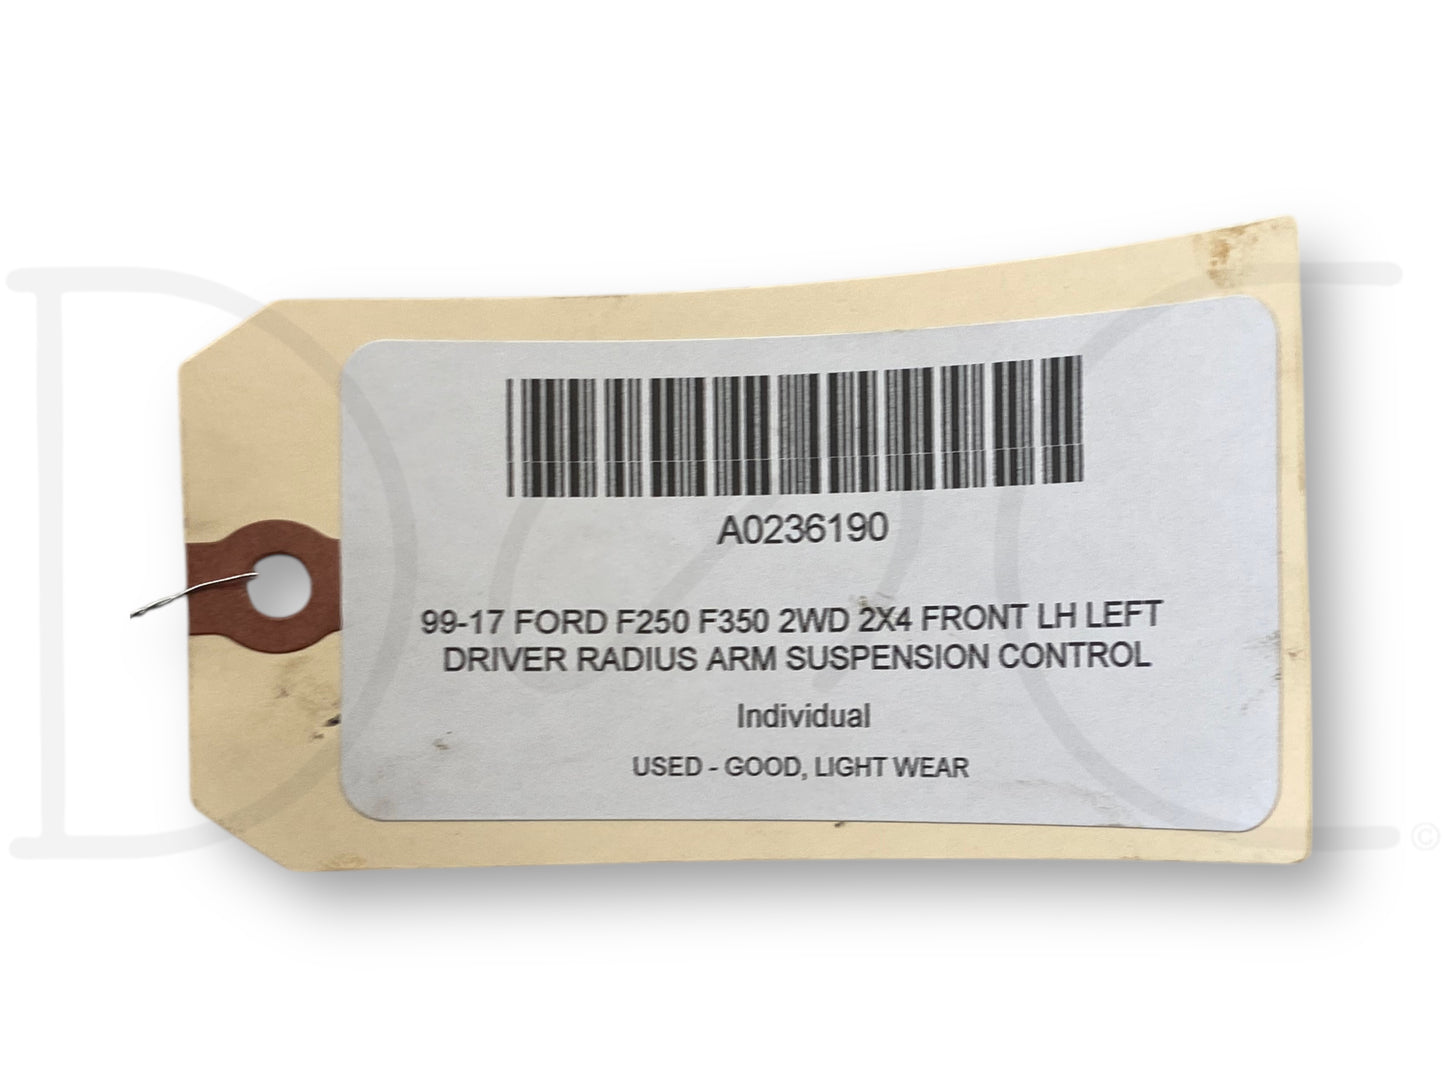 A0236190
99-17 FORD F250 F350 2WD 2X4 FRONT LH LEFT
DRIVER RADIUS ARM SUSPENSION CONTROL
Individual
USED - GOOD, LIGHT WEAR
©